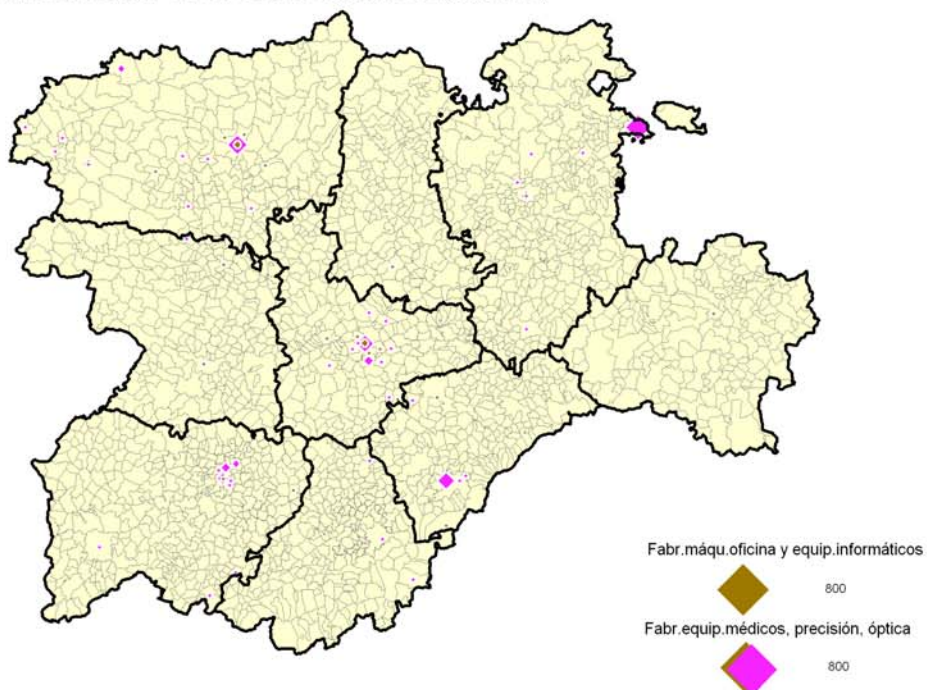 Fabr.máqu.oficina y equip.informáticos
800
Fabr.equip.médicos, precisión, óptica
800